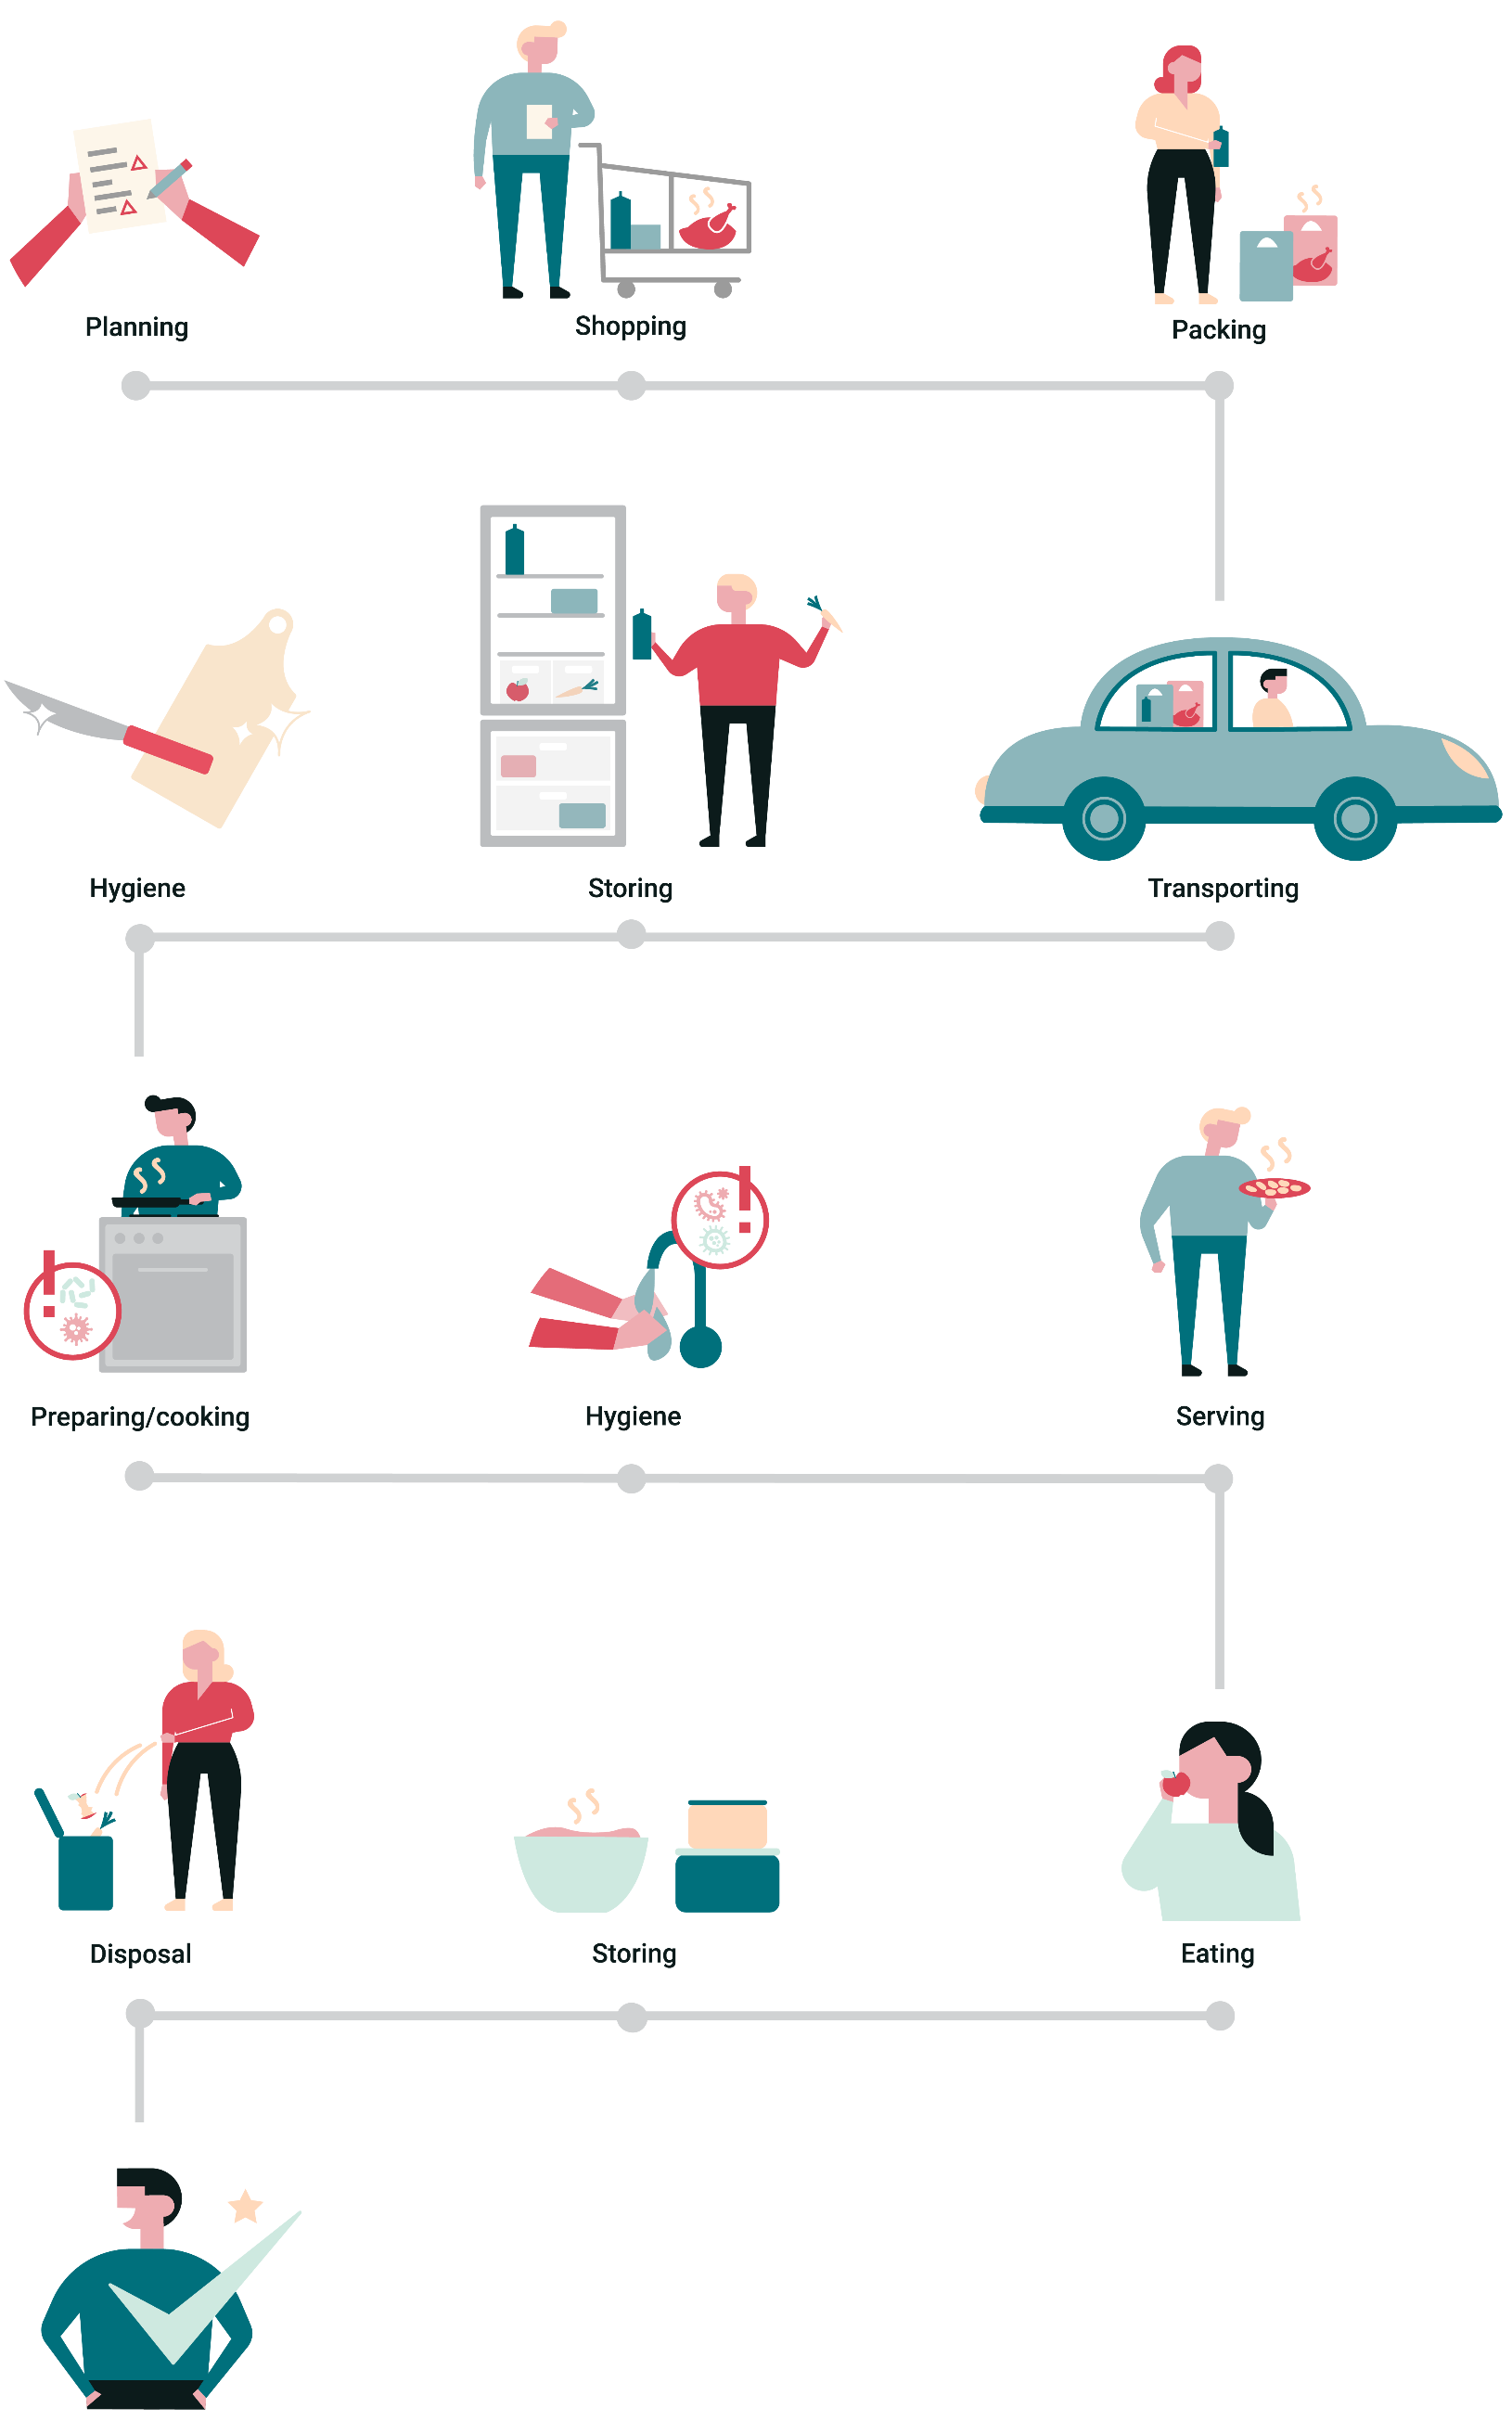 Planning
Shopping
Packing
Hygiene
Storing
Transporting
Preparing/cooking
Hygiene
Serving
Disposal
Storing
Eating